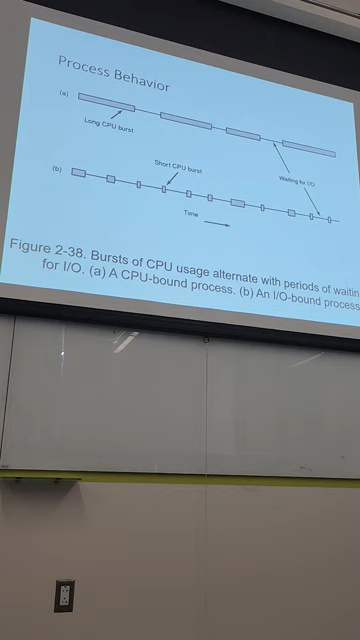 Process Behavior
(a)
Long CPU burst
Waiting for I/O
(b)
Short CPU burst
Time
Figure 2-38. Bursts of CPU usage alternate with periods of waitin
for I/O. (a) A CPU-bound process. (b) An I/O-bound process